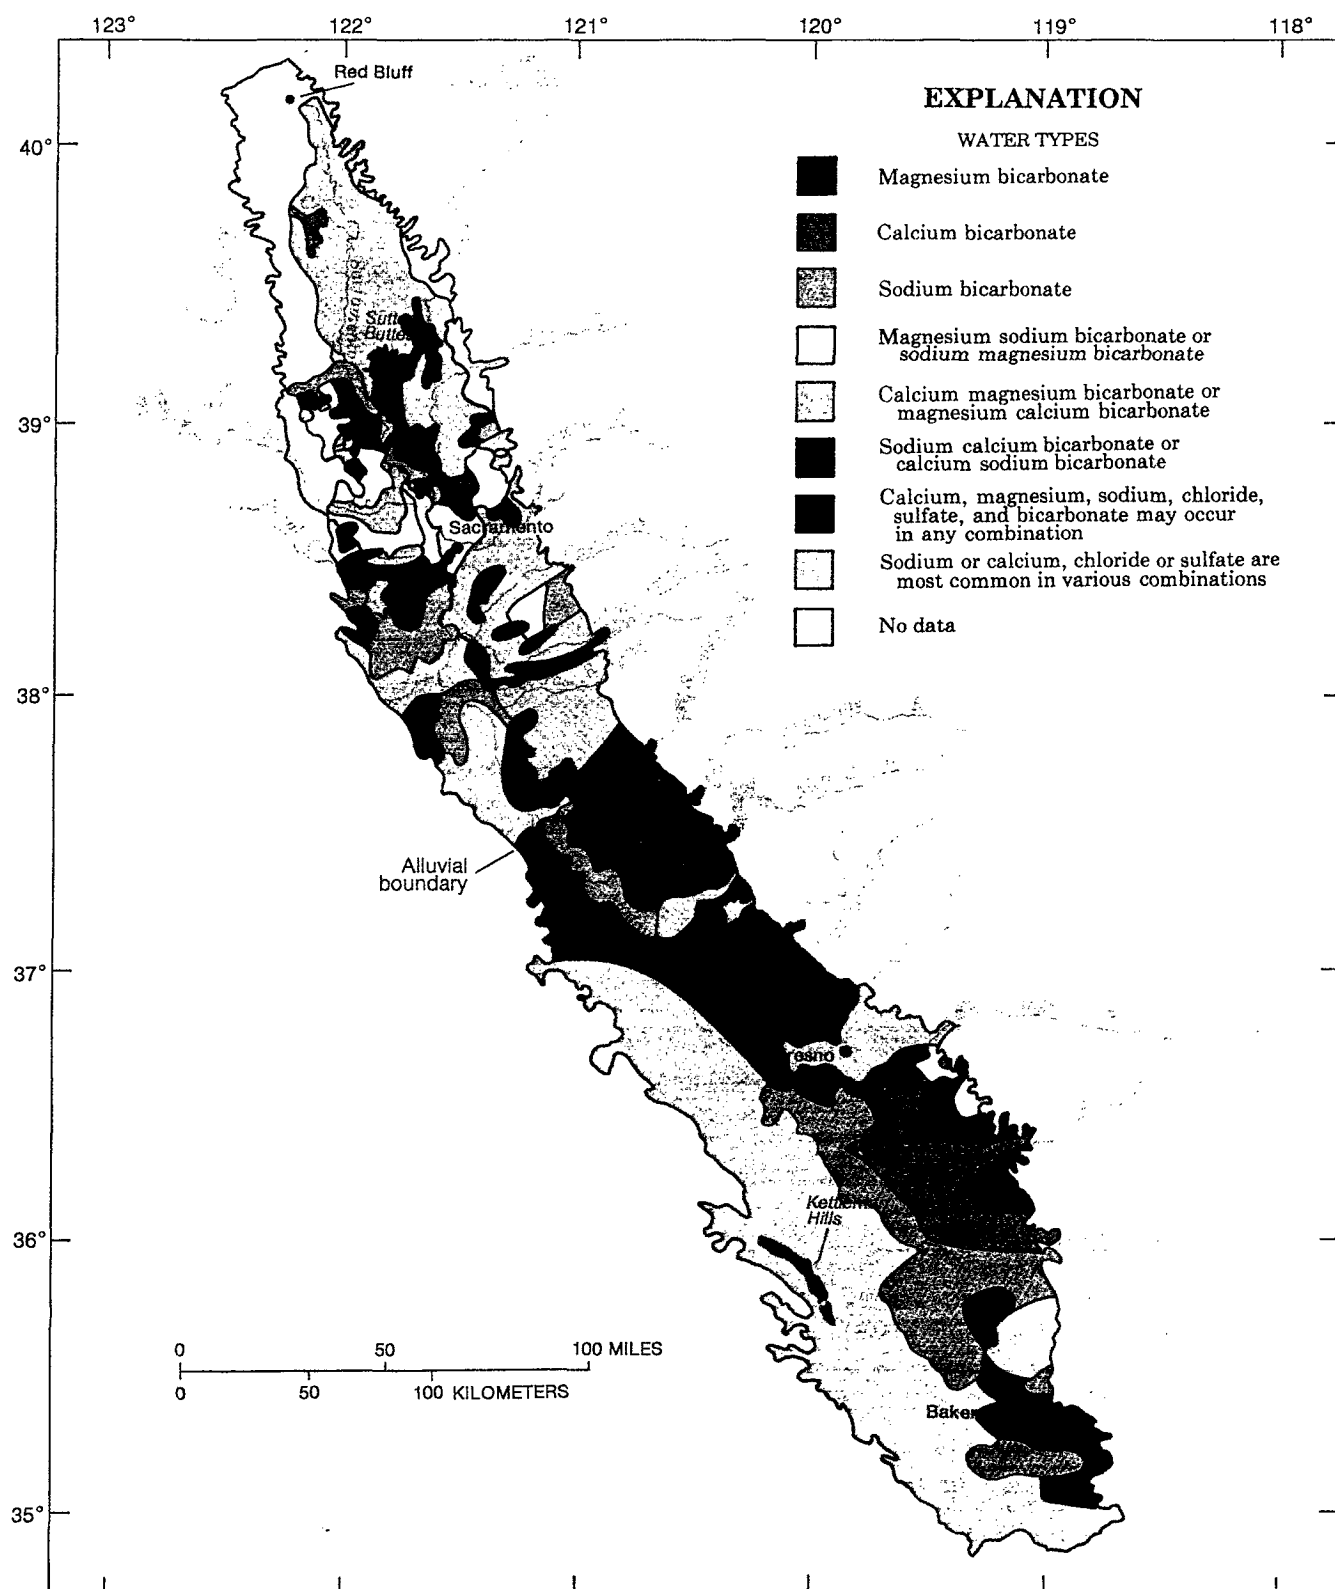 123° 122° 121° 120° 119° 118°
Red Bluff
EXPLANATION
WATER TYPES
40°
Magnesium bicarbonate
Calcium bicarbonate
Sodium bicarbonate
Magnesium sodium bicarbonate or
sodium magnesium bicarbonate
Calcium magnesium bicarbonate or
magnesium calcium bicarbonate
Sodium calcium bicarbonate or
calcium sodium bicarbonate
Calcium, magnesium, sodium, chloride,
sulfate, and bicarbonate may occur
in any combination
Sodium or calcium, chloride or sulfate are
most common in various combinations
No data
39°
Sacramento
38°
Alluvial
boundary
37°
36°
Hills
0 50 100 MILES
0 50 100 KILOMETERS
35°